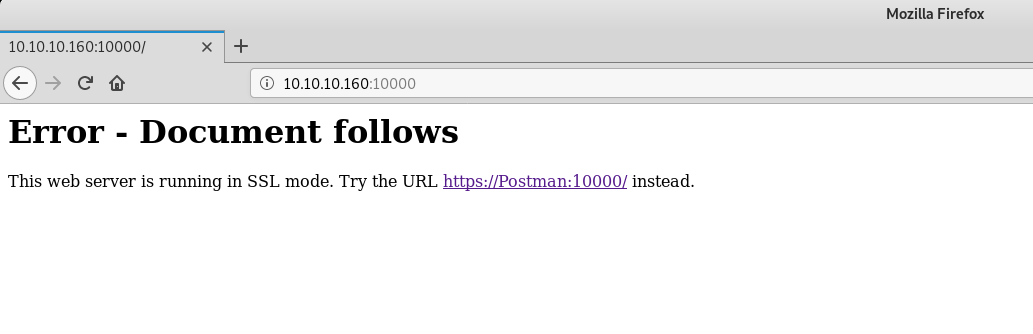 Mozilla Firefox
10.10.10.160:10000/
10.10.10.160:10000
Error - Document follows
This web server is running in SSL mode. Try the URL https://Postman:10000/ instead.